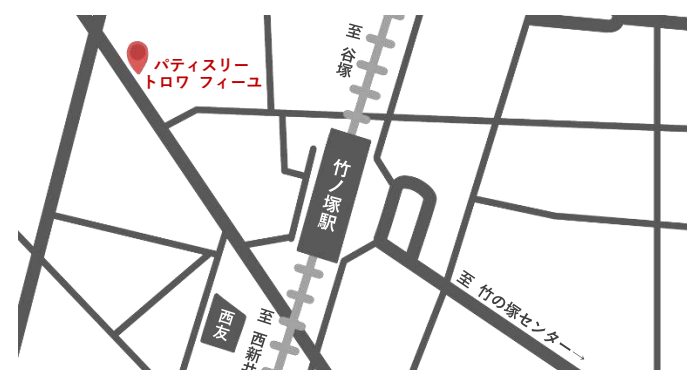 パティスリー
トロワ フィーユ
至 谷塚
竹ノ塚駅
至 竹の塚センター→
西友
至 西新井